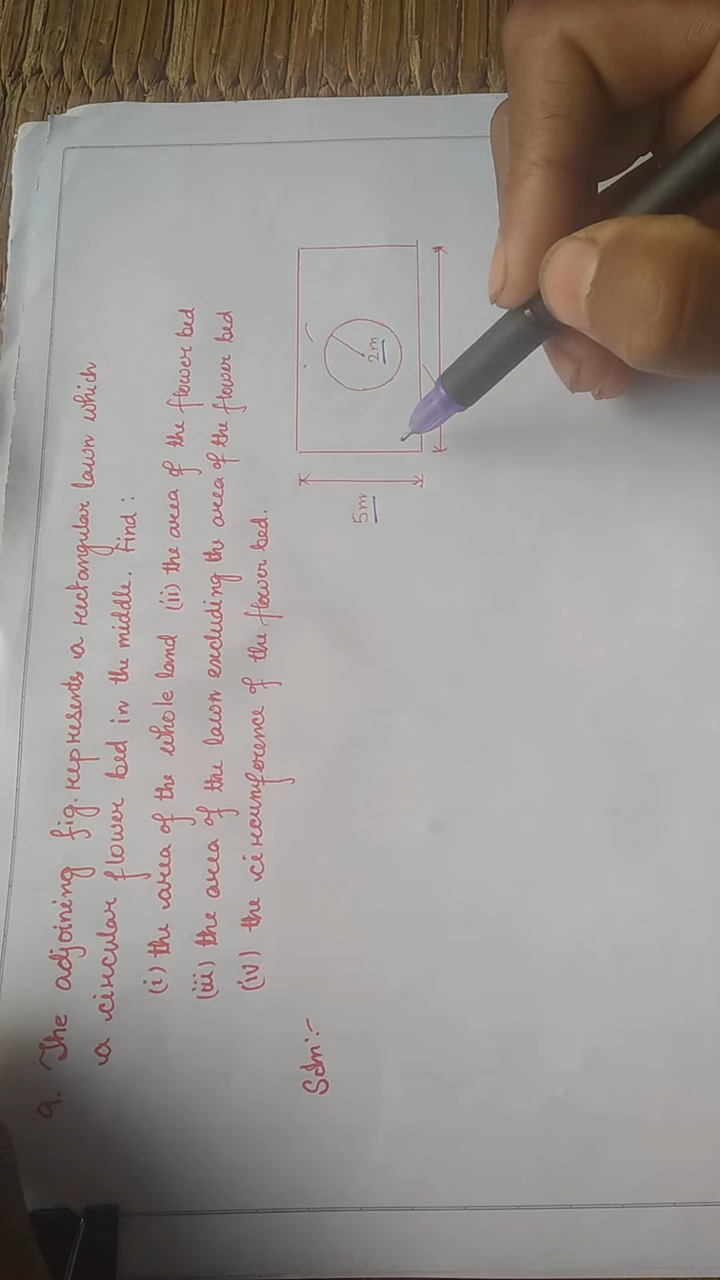 9. The adjoining fig. represents a rectangular lawn which
a circular flower bed in the middle. Find :
(i) the area of the whole land (ii) the area of the flower bed
(iii) the area of the lawn excluding the area of the flower bed
(iv) the circumference of the flower bed.
Soln:-
2m
5m